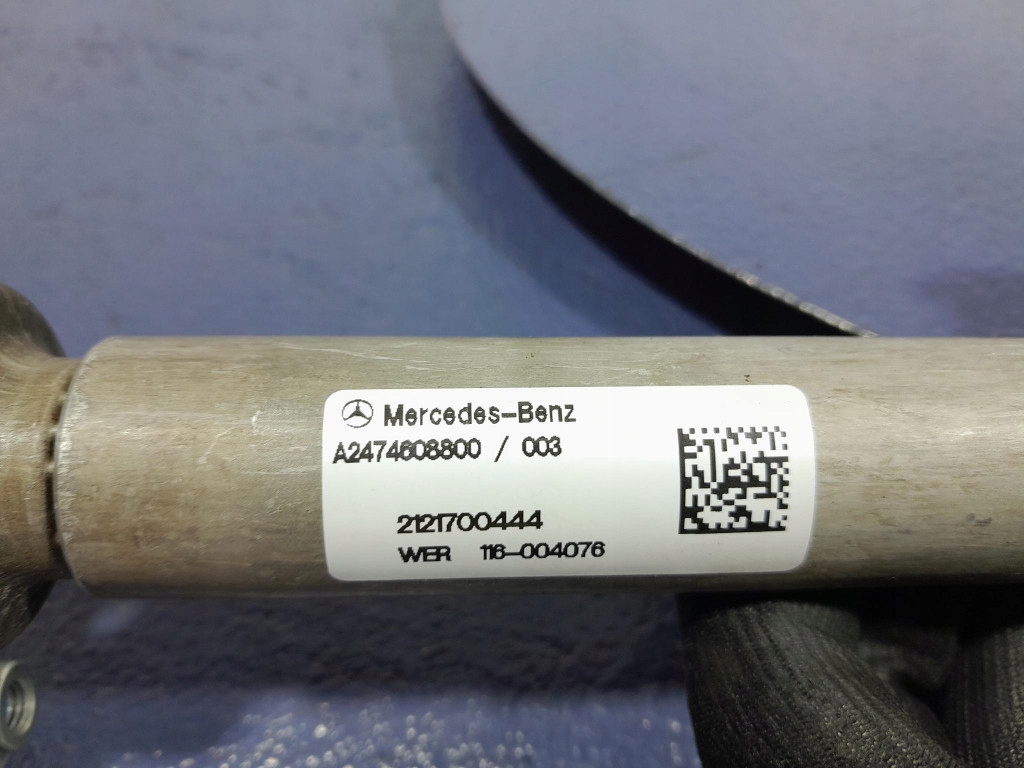 Mercedes-Benz
A2474608800 / 003
2121700444
WER 116-004076